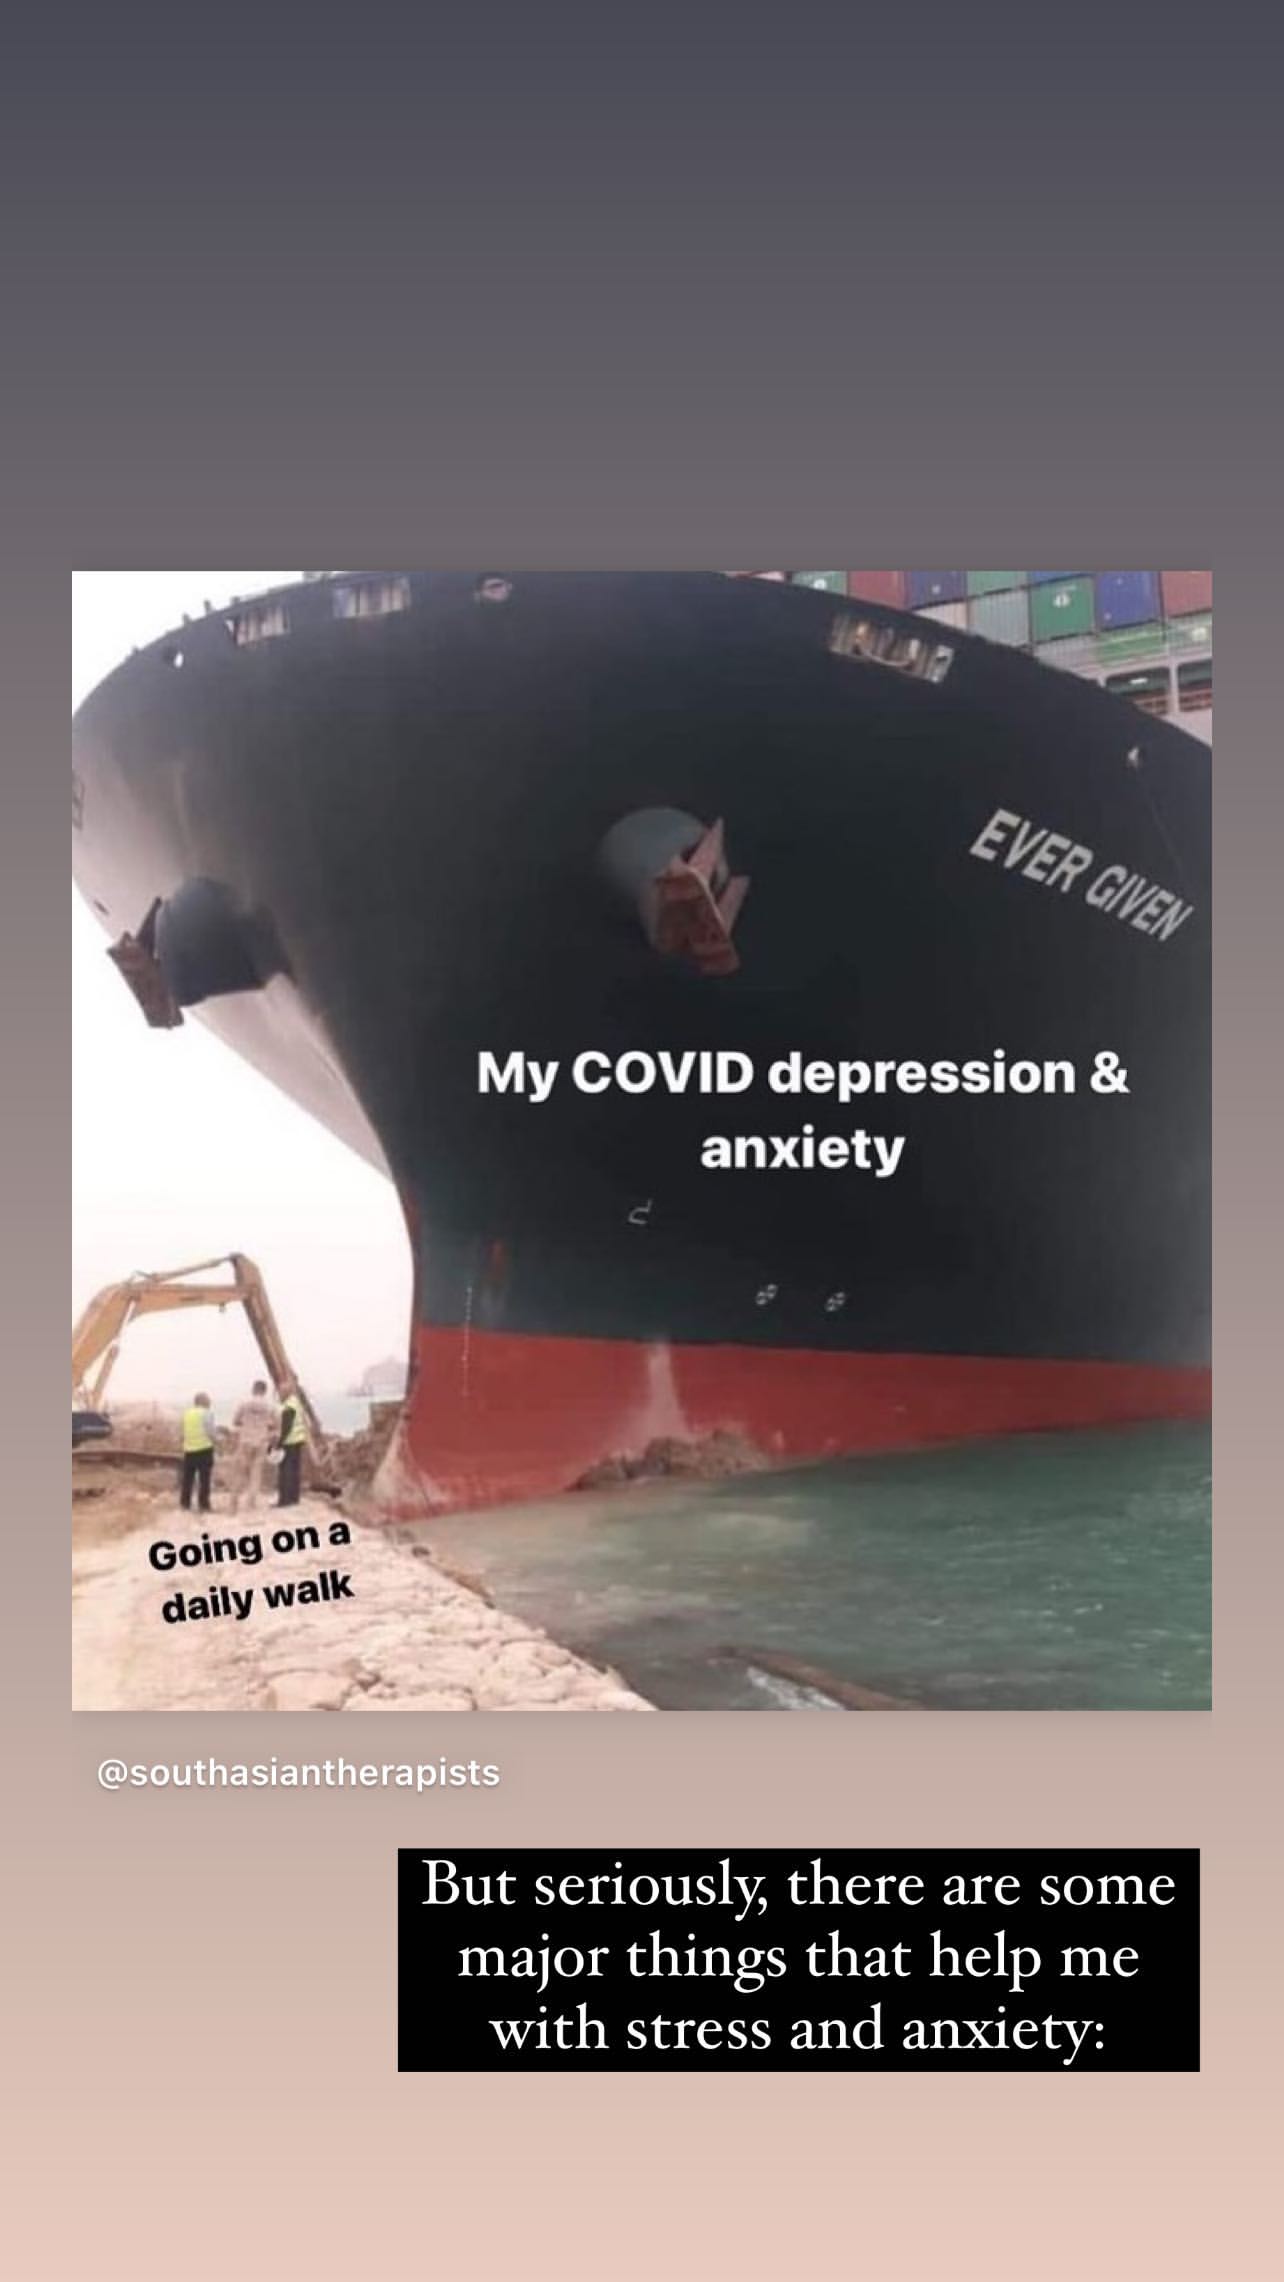 EVER GIVEN
My COVID depression &
anxiety
Going on a
daily walk
@southasiantherapists
But seriously, there are some
major things that help me
with stress and anxiety: